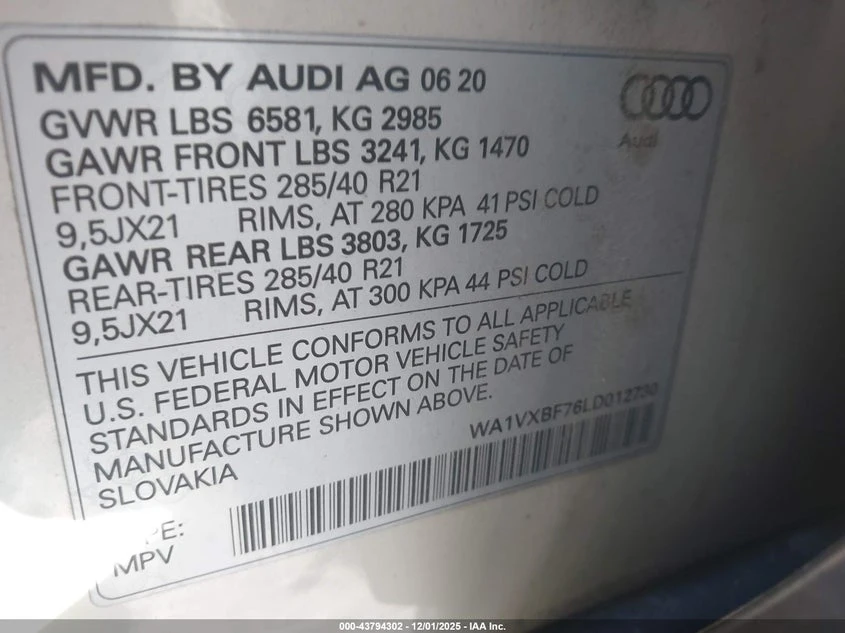 MFD. BY AUDI AG 06 20
Audi
GVWR LBS 6581, KG 2985
GAWR FRONT LBS 3241, KG 1470
FRONT-TIRES 285/40 R21
9,5JX21 RIMS, AT 280 KPA 41 PSI COLD
GAWR REAR LBS 3803, KG 1725
REAR-TIRES 285/40 R21
9,5JX21 RIMS, AT 300 KPA 44 PSI COLD
THIS VEHICLE CONFORMS TO ALL APPLICABLE
U.S. FEDERAL MOTOR VEHICLE SAFETY
STANDARDS IN EFFECT ON THE DATE OF
MANUFACTURE SHOWN ABOVE.
SLOVAKIA
WA1VXBF76LD012730
MPV
000-43794302 - 12/01/2025 - IAA Inc.